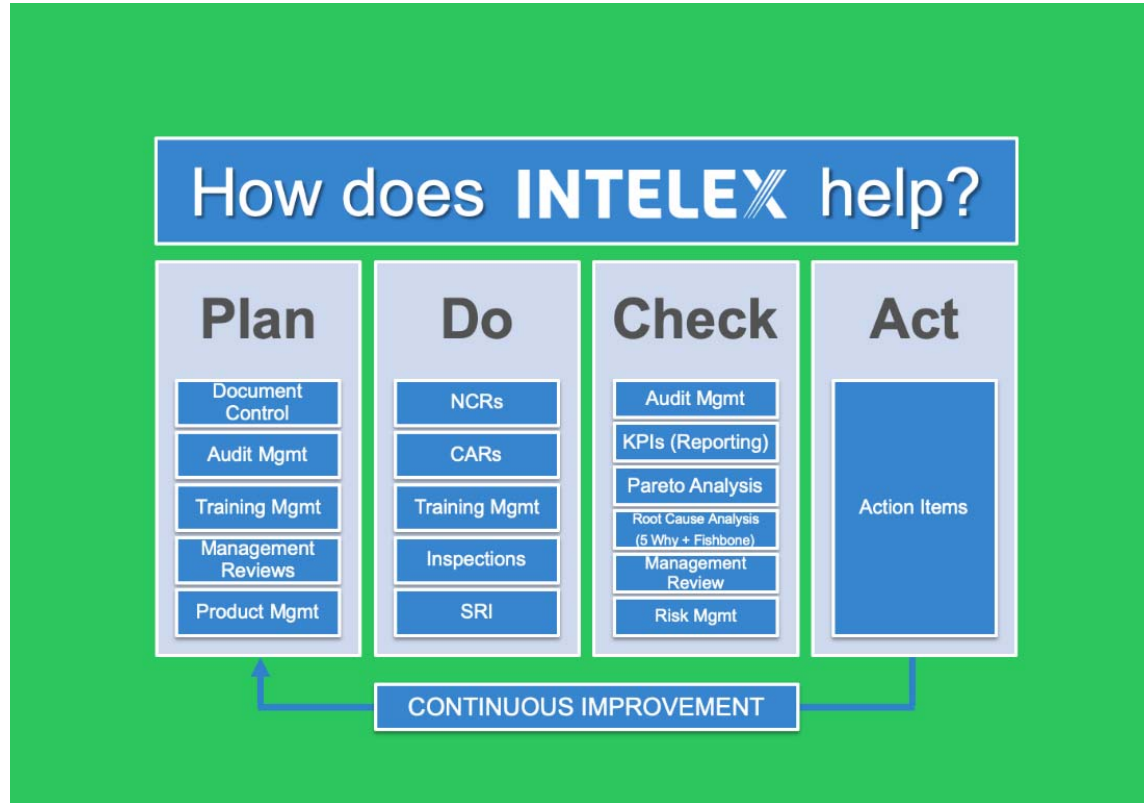 How does INTELEX help?
Plan
Document
Control
Audit Mgmt
Training Mgmt
Management
Reviews
Product Mgmt
Do
NCRs
CARs
Training Mgmt
Inspections
SRI
Check
Audit Mgmt
KPIs (Reporting)
Pareto Analysis
Root Cause Analysis
(5 Why + Fishbone)
Management
Review
Risk Mgmt
Act
Action Items
CONTINUOUS IMPROVEMENT